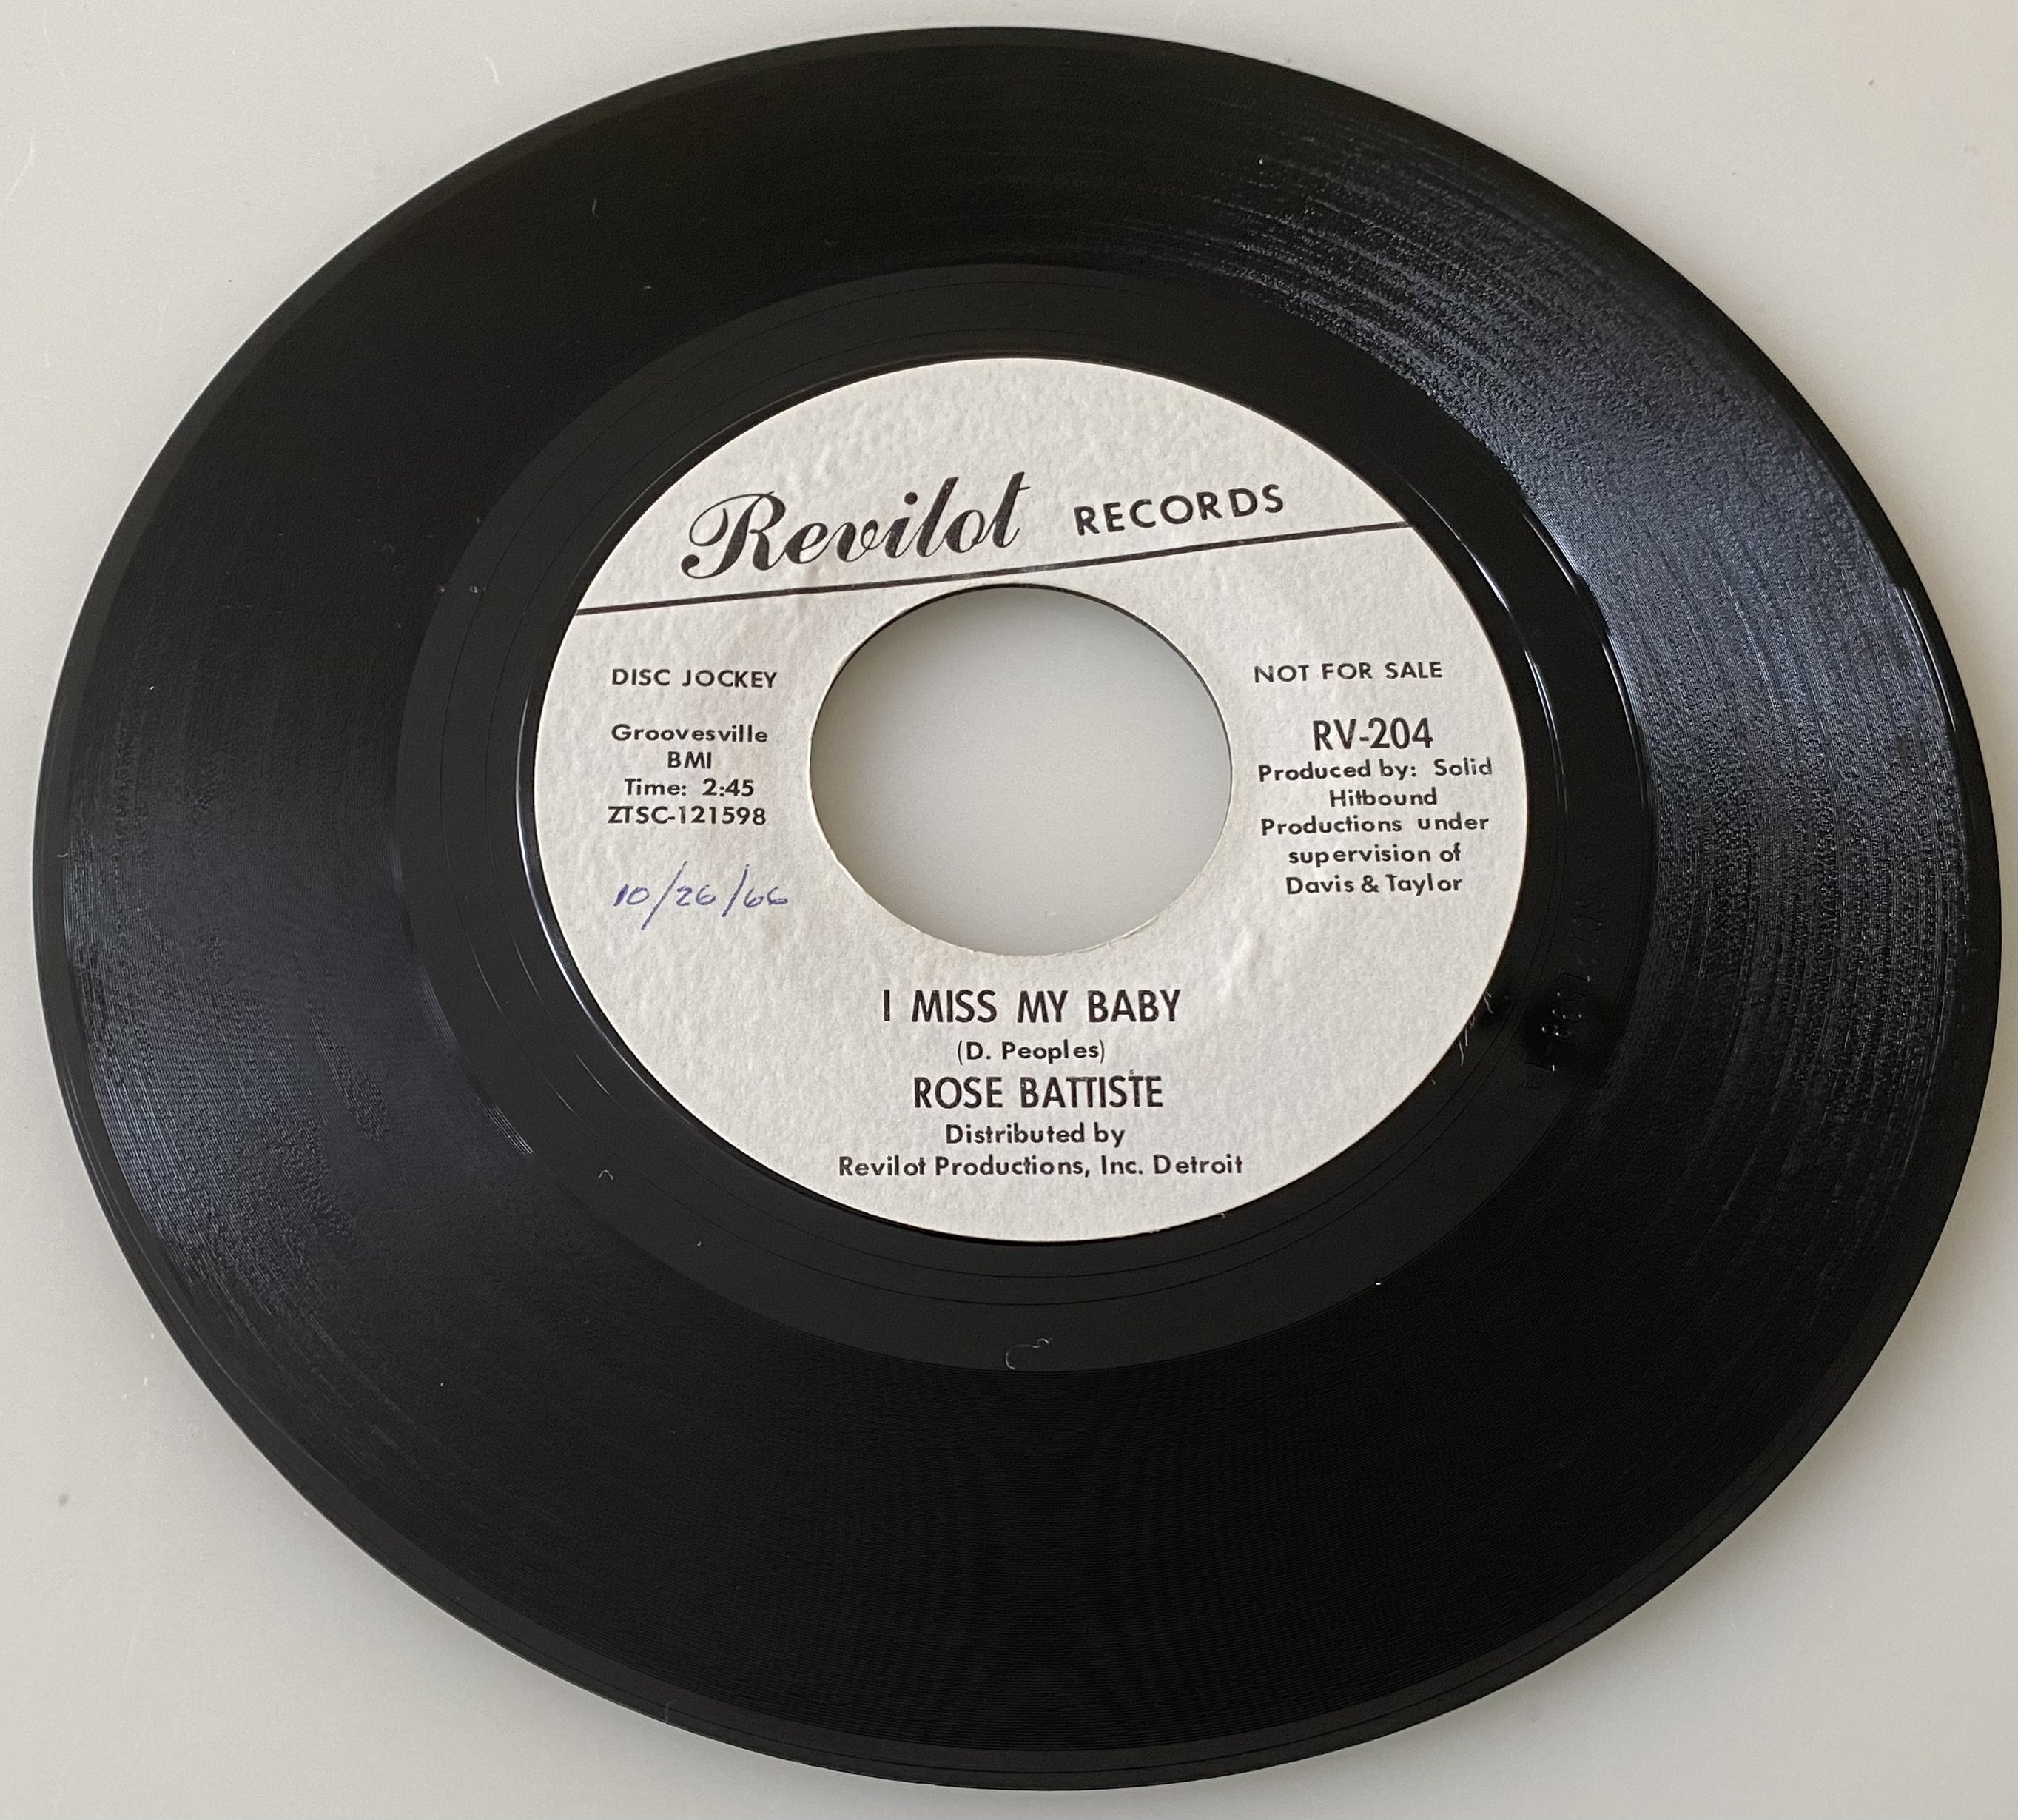 Revilot RECORDS
DISC JOCKEY
Groovesville
BMI
Time: 2:45
ZTSC-121598
10/26/66
NOT FOR SALE
RV-204
Produced by: Solid
Hitbound
Productions under
supervision of
Davis & Taylor
I MISS MY BABY
(D. Peoples)
ROSE BATTISTE
Distributed by
Revilot Productions, Inc. Detroit